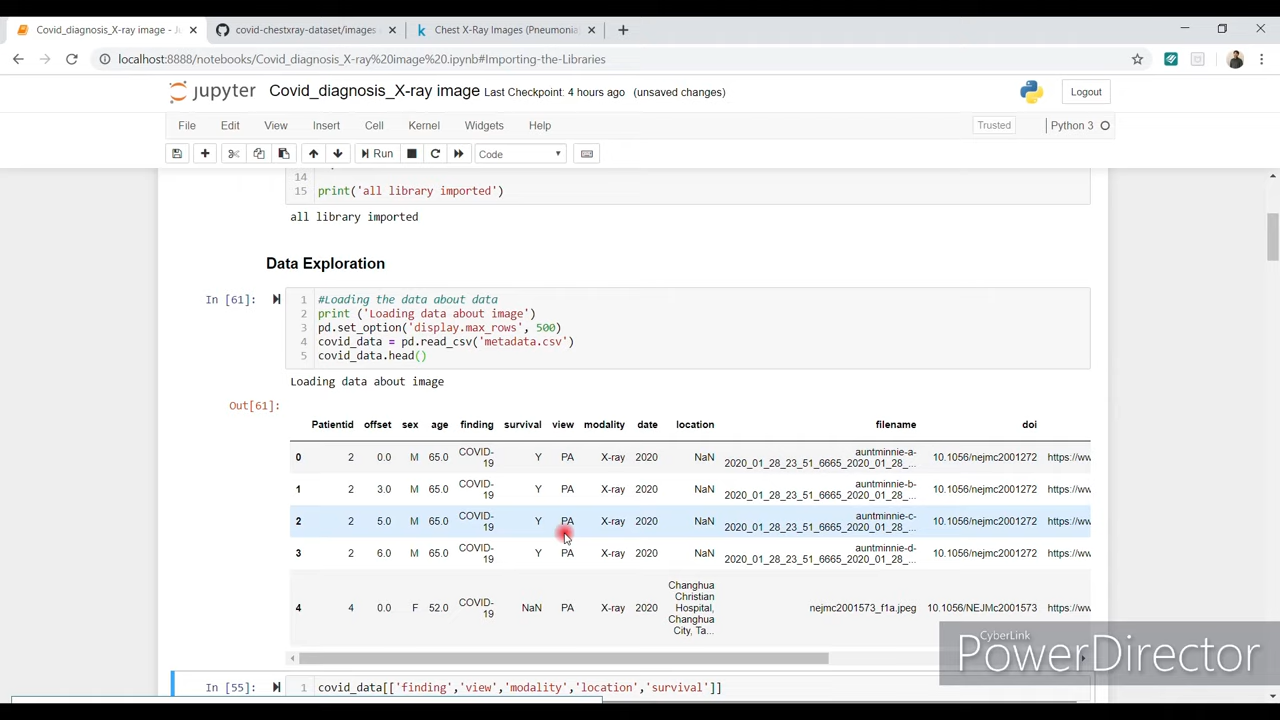 Covid_diagnosis_X-ray image - Ju
covid-chestxray-dataset/images
Chest X-Ray Images (Pneumonia)
localhost:8888/notebooks/Covid_diagnosis_X-ray%20image%20.ipynb#Importing-the-Libraries
jupyter Covid_diagnosis_X-ray image Last Checkpoint: 4 hours ago (unsaved changes) Logout
File Edit View Insert Cell Kernel Widgets Help Trusted Python 3
Run Code
14
15 print('all library imported')
all library imported
Data Exploration
In [61]: 1 #Loading the data about data
2 print ('Loading data about image')
3 pd.set_option('display.max_rows', 500)
4 covid_data = pd.read_csv('metadata.csv')
5 covid_data.head()
Loading data about image
Out[61]:
Patientid offset sex age finding survival view modality date location filename doi
0 2 0.0 M 65.0 COVID-19 Y PA X-ray 2020 NaN auntminnie-a-2020_01_28_23_51_6665_2020_01_28_... 10.1056/nejmc2001272 https://ww
1 2 3.0 M 65.0 COVID-19 Y PA X-ray 2020 NaN auntminnie-b-2020_01_28_23_51_6665_2020_01_28_... 10.1056/nejmc2001272 https://ww
2 2 5.0 M 65.0 COVID-19 Y PA X-ray 2020 NaN auntminnie-c-2020_01_28_23_51_6665_2020_01_28_... 10.1056/nejmc2001272 https://ww
3 2 6.0 M 65.0 COVID-19 Y PA X-ray 2020 NaN auntminnie-d-2020_01_28_23_51_6665_2020_01_28_... 10.1056/nejmc2001272 https://ww
4 4 0.0 F 52.0 COVID-19 NaN PA X-ray 2020 Changhua Christian Hospital, Changhua City, Ta... nejmc2001573_f1a.jpeg 10.1056/NEJMc2001573 https://ww
CyberLink
PowerDirector
In [55]: 1 covid_data[['finding','view','modality','location','survival']]